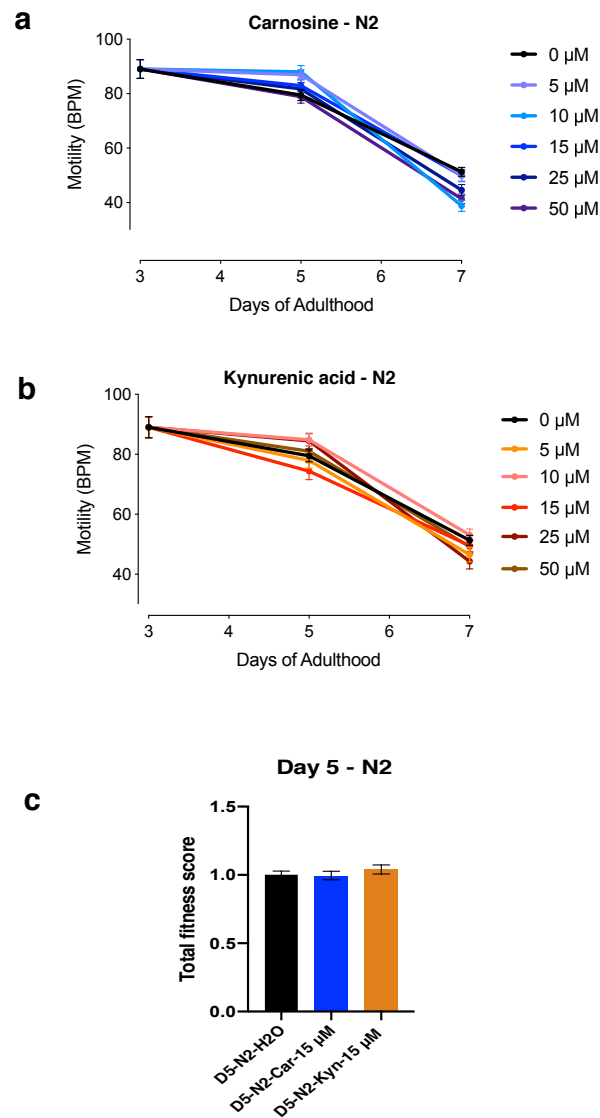 a
Carnosine - N2
100
80
60
40
Motility (BPM)
3 4 5 6 7
Days of Adulthood
0 μM
5 μM
10 μM
15 μM
25 μM
50 μM
b
Kynurenic acid - N2
100
80
60
40
Motility (BPM)
3 4 5 6 7
Days of Adulthood
0 μM
5 μM
10 μM
15 μM
25 μM
50 μM
c
Day 5 - N2
1.5
1.0
0.5
0.0
Total fitness score
D5-N2-H2O
D5-N2-Car-15 μM
D5-N2-Kyn-15 μM